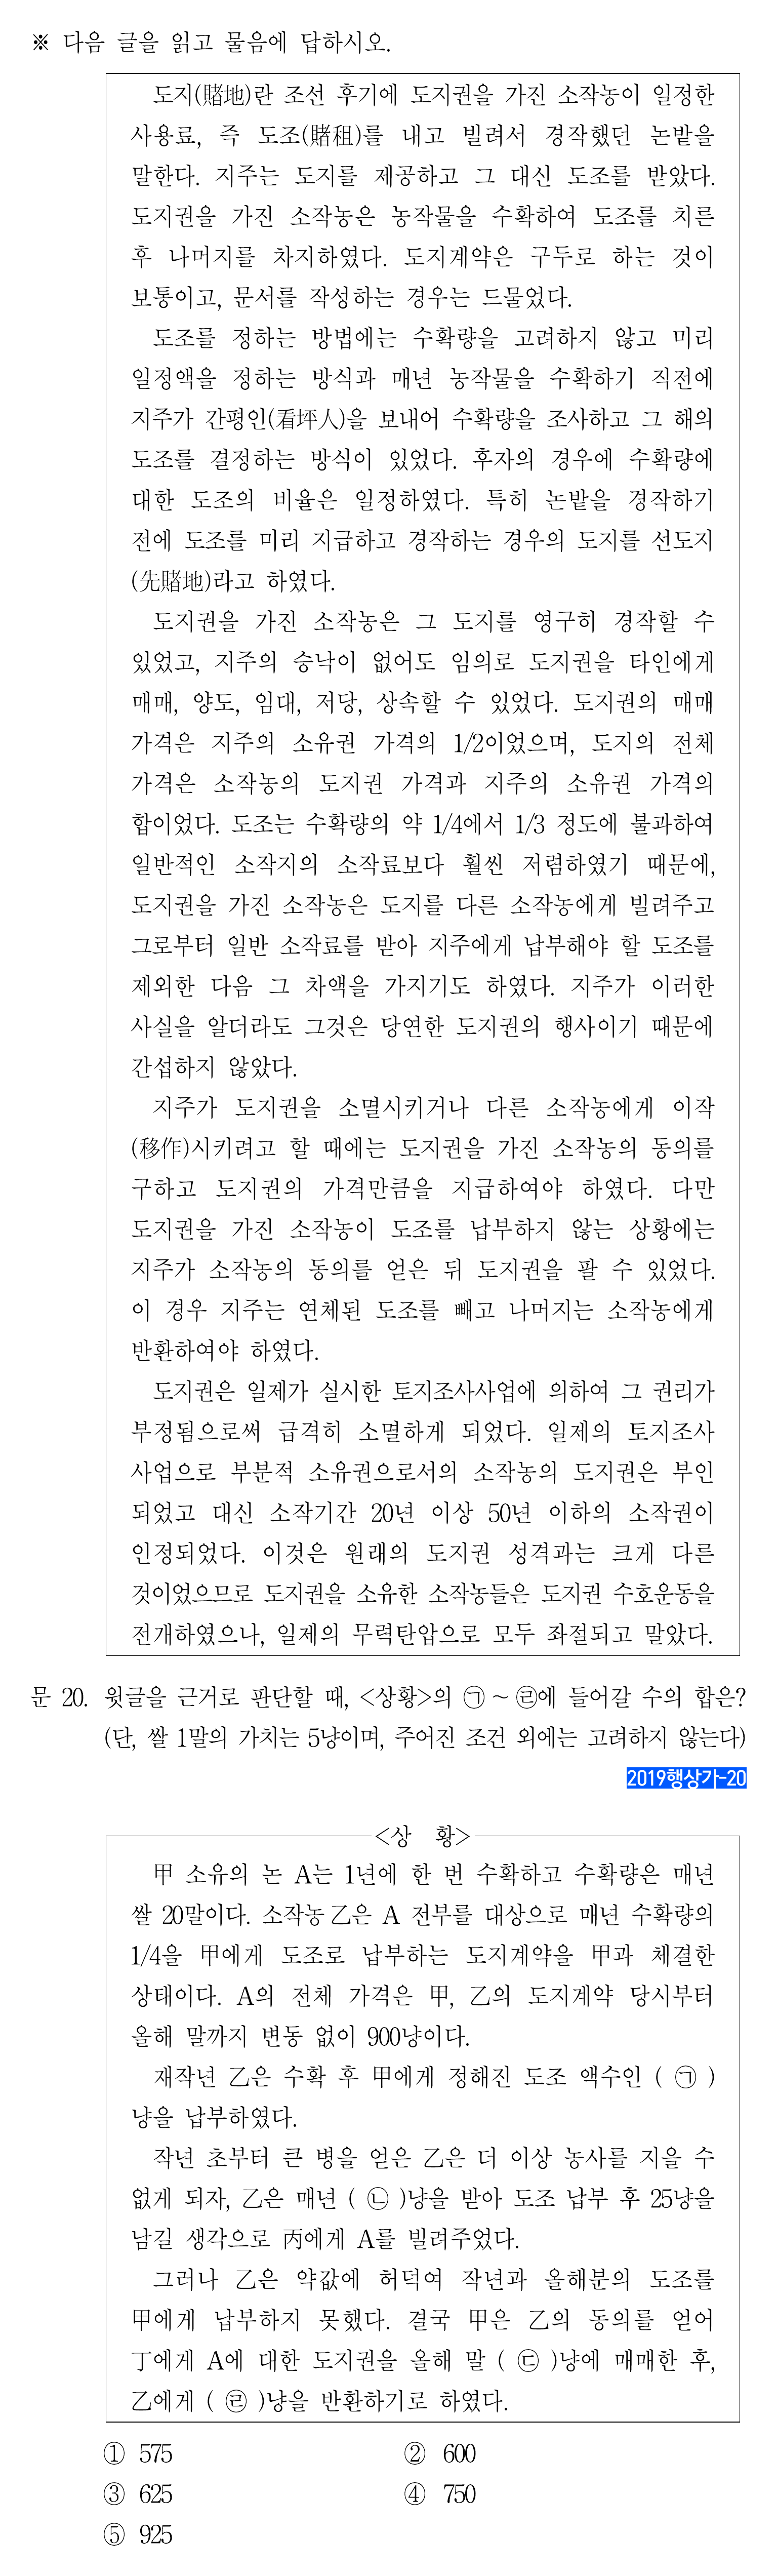 ※ 다음 글을 읽고 물음에 답하시오.
도지(賭地)란 조선 후기에 도지권을 가진 소작농이 일정한
사용료, 즉 도조(賭租)를 내고 빌려서 경작했던 논밭을
말한다. 지주는 도지를 제공하고 그 대신 도조를 받았다.
도지권을 가진 소작농은 농작물을 수확하여 도조를 치른
후 나머지를 차지하였다. 도지계약은 구두로 하는 것이
보통이고, 문서를 작성하는 경우는 드물었다.
도조를 정하는 방법에는 수확량을 고려하지 않고 미리
일정액을 정하는 방식과 매년 농작물을 수확하기 직전에
지주가 간평인(看坪人)을 보내어 수확량을 조사하고 그 해의
도조를 결정하는 방식이 있었다. 후자의 경우에 수확량에
대한 도조의 비율은 일정하였다. 특히 논밭을 경작하기
전에 도조를 미리 지급하고 경작하는 경우의 도지를 선도지
(先賭地)라고 하였다.
도지권을 가진 소작농은 그 도지를 영구히 경작할 수
있었고, 지주의 승낙이 없어도 임의로 도지권을 타인에게
매매, 양도, 임대, 저당, 상속할 수 있었다. 도지권의 매매
가격은 지주의 소유권 가격의 1/2이었으며, 도지의 전체
가격은 소작농의 도지권 가격과 지주의 소유권 가격의
합이었다. 도조는 수확량의 약 1/4에서 1/3 정도에 불과하여
일반적인 소작지의 소작료보다 훨씬 저렴하였기 때문에,
도지권을 가진 소작농은 도지를 다른 소작농에게 빌려주고
그로부터 일반 소작료를 받아 지주에게 납부해야 할 도조를
제외한 다음 그 차액을 가지기도 하였다. 지주가 이러한
사실을 알더라도 그것은 당연한 도지권의 행사이기 때문에
간섭하지 않았다.
지주가 도지권을 소멸시키거나 다른 소작농에게 이작
(移作)시키려고 할 때에는 도지권을 가진 소작농의 동의를
구하고 도지권의 가격만큼을 지급하여야 하였다. 다만
도지권을 가진 소작농이 도조를 납부하지 않는 상황에는
지주가 소작농의 동의를 얻은 뒤 도지권을 팔 수 있었다.
이 경우 지주는 연체된 도조를 빼고 나머지는 소작농에게
반환하여야 하였다.
도지권은 일제가 실시한 토지조사사업에 의하여 그 권리가
부정됨으로써 급격히 소멸하게 되었다. 일제의 토지조사
사업으로 부분적 소유권으로서의 소작농의 도지권은 부인
되었고 대신 소작기간 20년 이상 50년 이하의 소작권이
인정되었다. 이것은 원래의 도지권 성격과는 크게 다른
것이었으므로 도지권을 소유한 소작농들은 도지권 수호운동을
전개하였으나, 일제의 무력탄압으로 모두 좌절되고 말았다.
문 20. 윗글을 근거로 판단할 때, <상황>의 ㉠～㉣에 들어갈 수의 합은?
(단, 쌀 1말의 가치는 5냥이며, 주어진 조건 외에는 고려하지 않는다)
2019행상가-20
<상 황>
甲 소유의 논 A는 1년에 한 번 수확하고 수확량은 매년
쌀 20말이다. 소작농 乙은 A 전부를 대상으로 매년 수확량의
1/4을 甲에게 도조로 납부하는 도지계약을 甲과 체결한
상태이다. A의 전체 가격은 甲, 乙의 도지계약 당시부터
올해 말까지 변동 없이 900냥이다.
재작년 乙은 수확 후 甲에게 정해진 도조 액수인 ( ㉠ )
냥을 납부하였다.
작년 초부터 큰 병을 얻은 乙은 더 이상 농사를 지을 수
없게 되자, 乙은 매년 ( ㉡ )냥을 받아 도조 납부 후 25냥을
남길 생각으로 丙에게 A를 빌려주었다.
그러나 乙은 약값에 허덕여 작년과 올해분의 도조를
甲에게 납부하지 못했다. 결국 甲은 乙의 동의를 얻어
丁에게 A에 대한 도지권을 올해 말 ( ㉢ )냥에 매매한 후,
乙에게 ( ㉣ )냥을 반환하기로 하였다.
① 575
② 600
③ 625
④ 750
⑤ 925